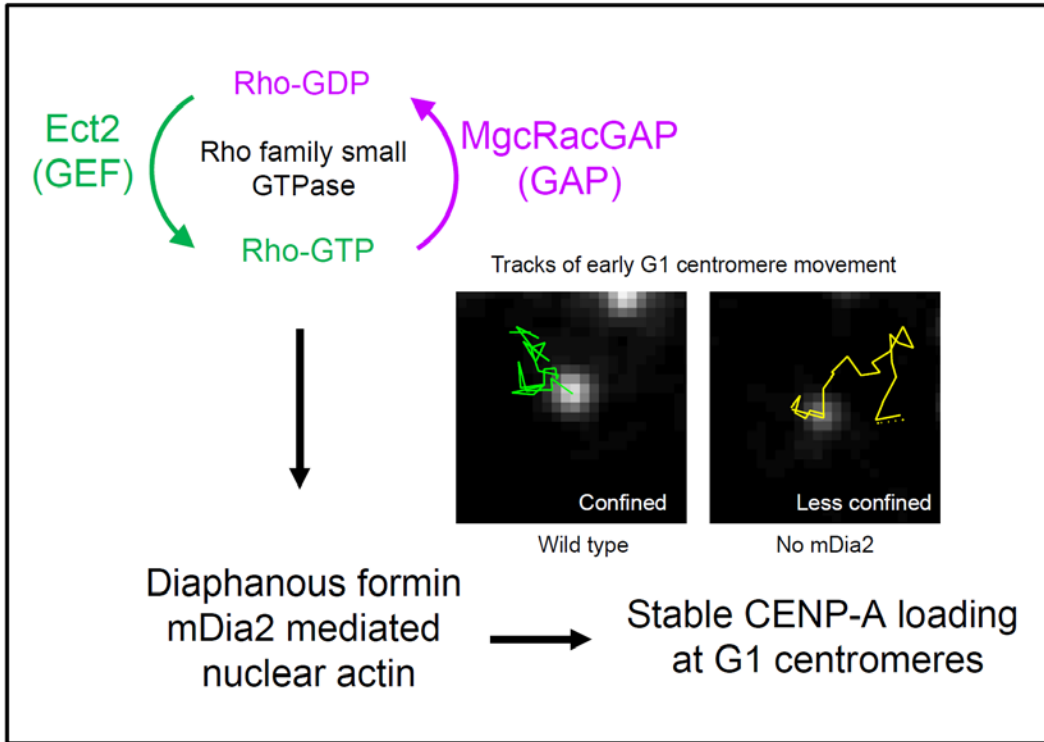 Rho-GDP
Ect2
(GEF)
Rho family small
GTPase
MgcRacGAP
(GAP)
Rho-GTP
Tracks of early G1 centromere movement
Confined
Less confined
Wild type
No mDia2
Diaphanous formin
mDia2 mediated
nuclear actin
Stable CENP-A loading
at G1 centromeres